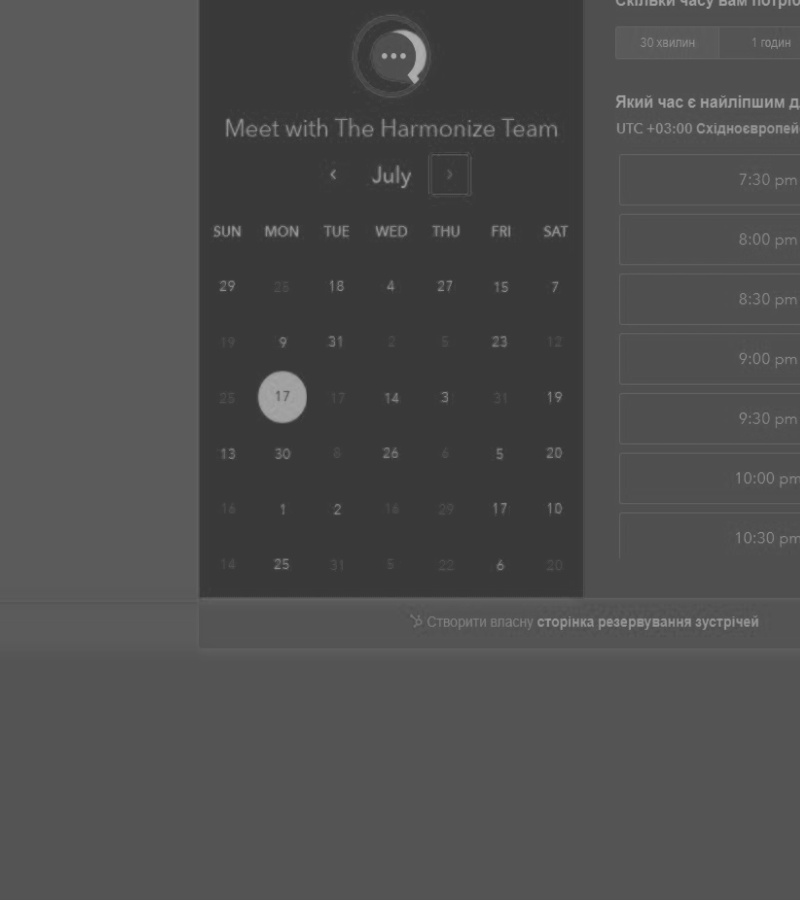 Скільки часу вам потріб
30 хвилин 1 годин
Meet with The Harmonize Team
Який час є найліпшим д
UTC +03:00 Східноєвропей
July
SUN MON TUE WED THU FRI SAT
29 25 18 4 27 15 7
19 9 31 2 5 23 12
25 17 17 14 3 31 19
13 30 8 26 6 5 20
16 1 2 16 29 17 10
14 25 31 5 22 6 20
7:30 pm
8:00 pm
8:30 pm
9:00 pm
9:30 pm
10:00 pm
10:30 pm
Створити власну сторінка резервування зустрічей